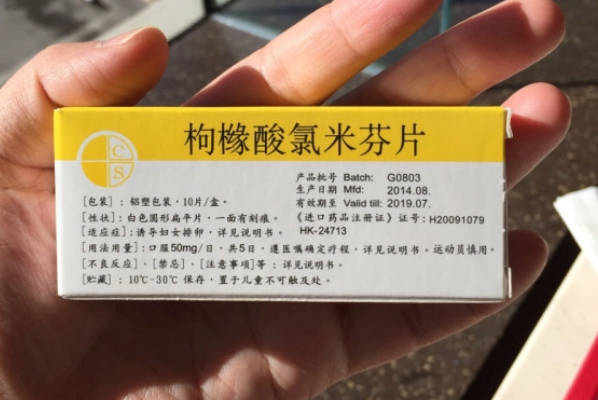 枸橼酸氯米芬片
C
S
产品批号 Batch: G0803
生产日期 Mfd: 2014.08.
有效期至 Valid till: 2019.07.
《进口药品注册证》证号: H20091079
HK-24713
[包装]: 铝塑包装, 10片/盒。
[性状]: 白色圆形扁平片, 一面有刻痕。
[适应症]: 诱导妇女排卵, 详见说明书。
[用法用量]: 口服50mg/日, 共5日, 遵医嘱确定疗程, 详见说明书. 运动员慎用。
[不良反应]、[禁忌]、[注意事项]等: 详见说明书。
[贮藏]: 10℃-30℃ 保存, 置于儿童不可触及处。